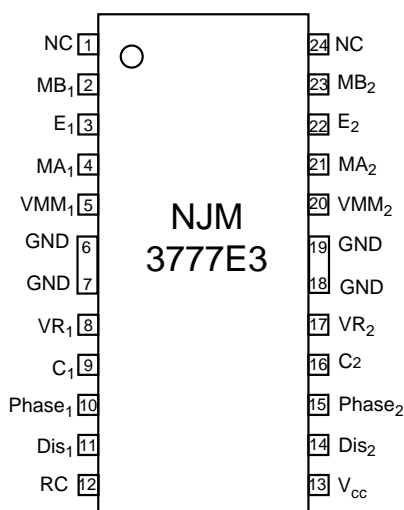 NC 1 24 NC
MB₁ 2 23 MB₂
E₁ 3 22 E₂
MA₁ 4 21 MA₂
VMM₁ 5 20 VMM₂
NJM
3777E3
GND 6 19 GND
GND 7 18 GND
VR₁ 8 17 VR₂
C₁ 9 16 C2
Phase₁ 10 15 Phase₂
Dis₁ 11 14 Dis₂
RC 12 13 Vcc